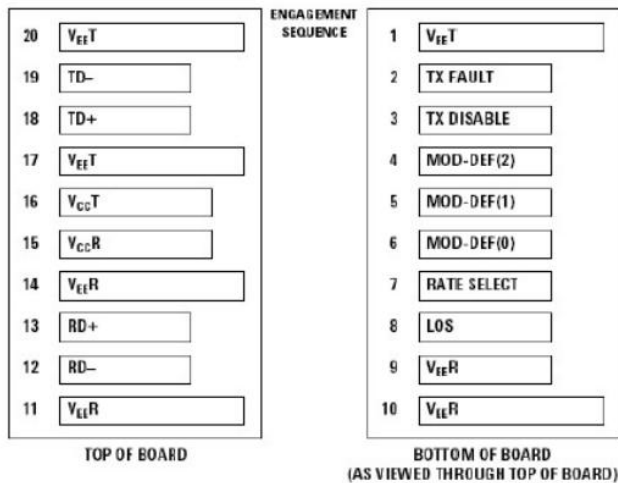 ENGAGEMENT
SEQUENCE
20 VEET
19 TD–
18 TD+
17 VEET
16 VCCT
15 VCCR
14 VEER
13 RD+
12 RD–
11 VEER
TOP OF BOARD
1 VEET
2 TX FAULT
3 TX DISABLE
4 MOD-DEF(2)
5 MOD-DEF(1)
6 MOD-DEF(0)
7 RATE SELECT
8 LOS
9 VEER
10 VEER
BOTTOM OF BOARD
(AS VIEWED THROUGH TOP OF BOARD)